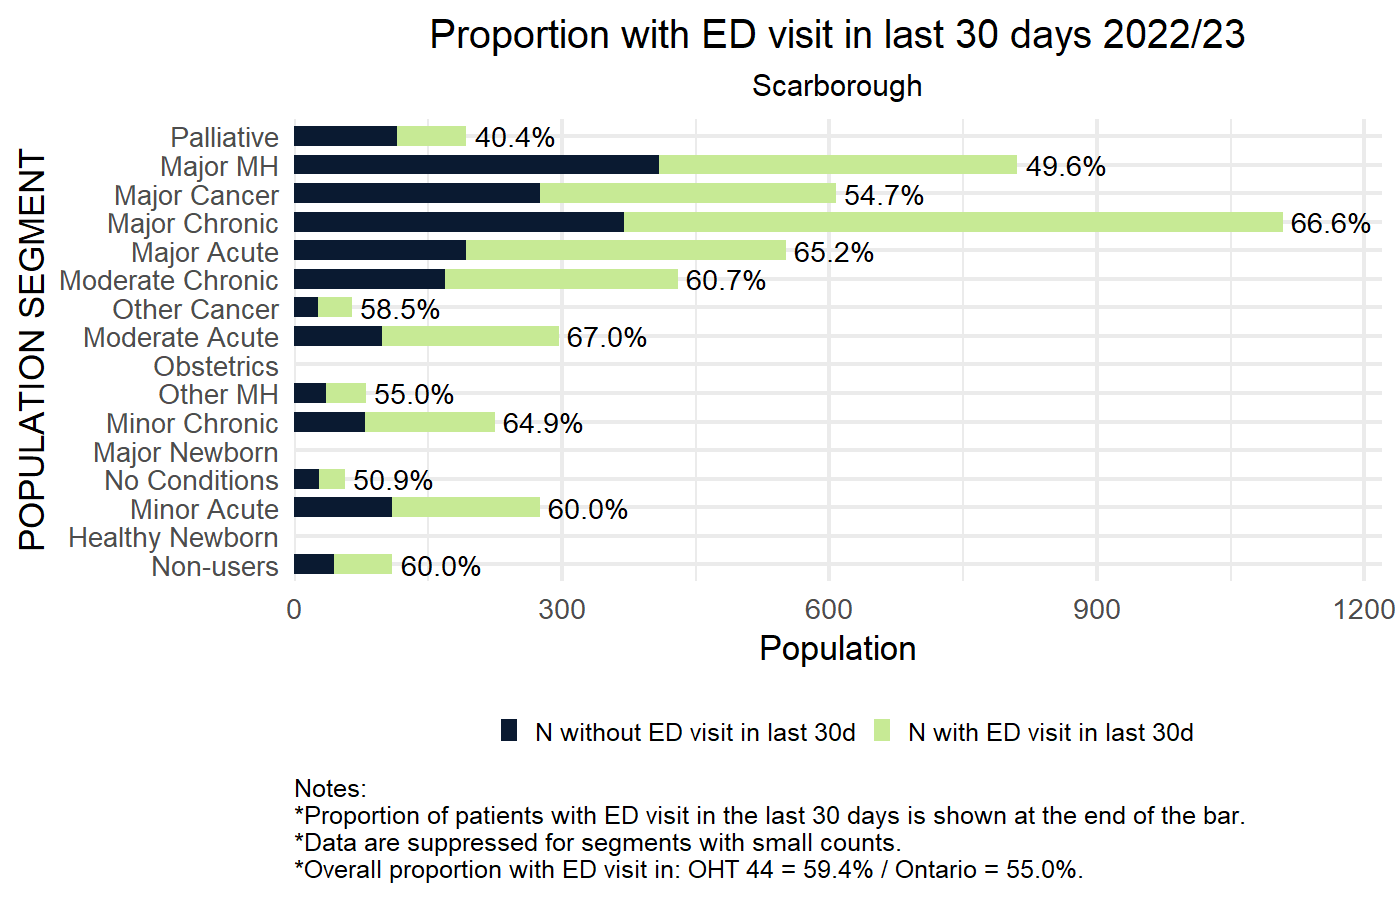 Proportion with ED visit in last 30 days 2022/23
Scarborough
POPULATION SEGMENT
Palliative 40.4%
Major MH 49.6%
Major Cancer 54.7%
Major Chronic 66.6%
Major Acute 65.2%
Moderate Chronic 60.7%
Other Cancer 58.5%
Moderate Acute 67.0%
Obstetrics
Other MH 55.0%
Minor Chronic 64.9%
Major Newborn
No Conditions 50.9%
Minor Acute 60.0%
Healthy Newborn
Non-users 60.0%
0 300 600 900 1200
Population
N without ED visit in last 30d N with ED visit in last 30d
Notes:
*Proportion of patients with ED visit in the last 30 days is shown at the end of the bar.
*Data are suppressed for segments with small counts.
*Overall proportion with ED visit in: OHT 44 = 59.4% / Ontario = 55.0%.